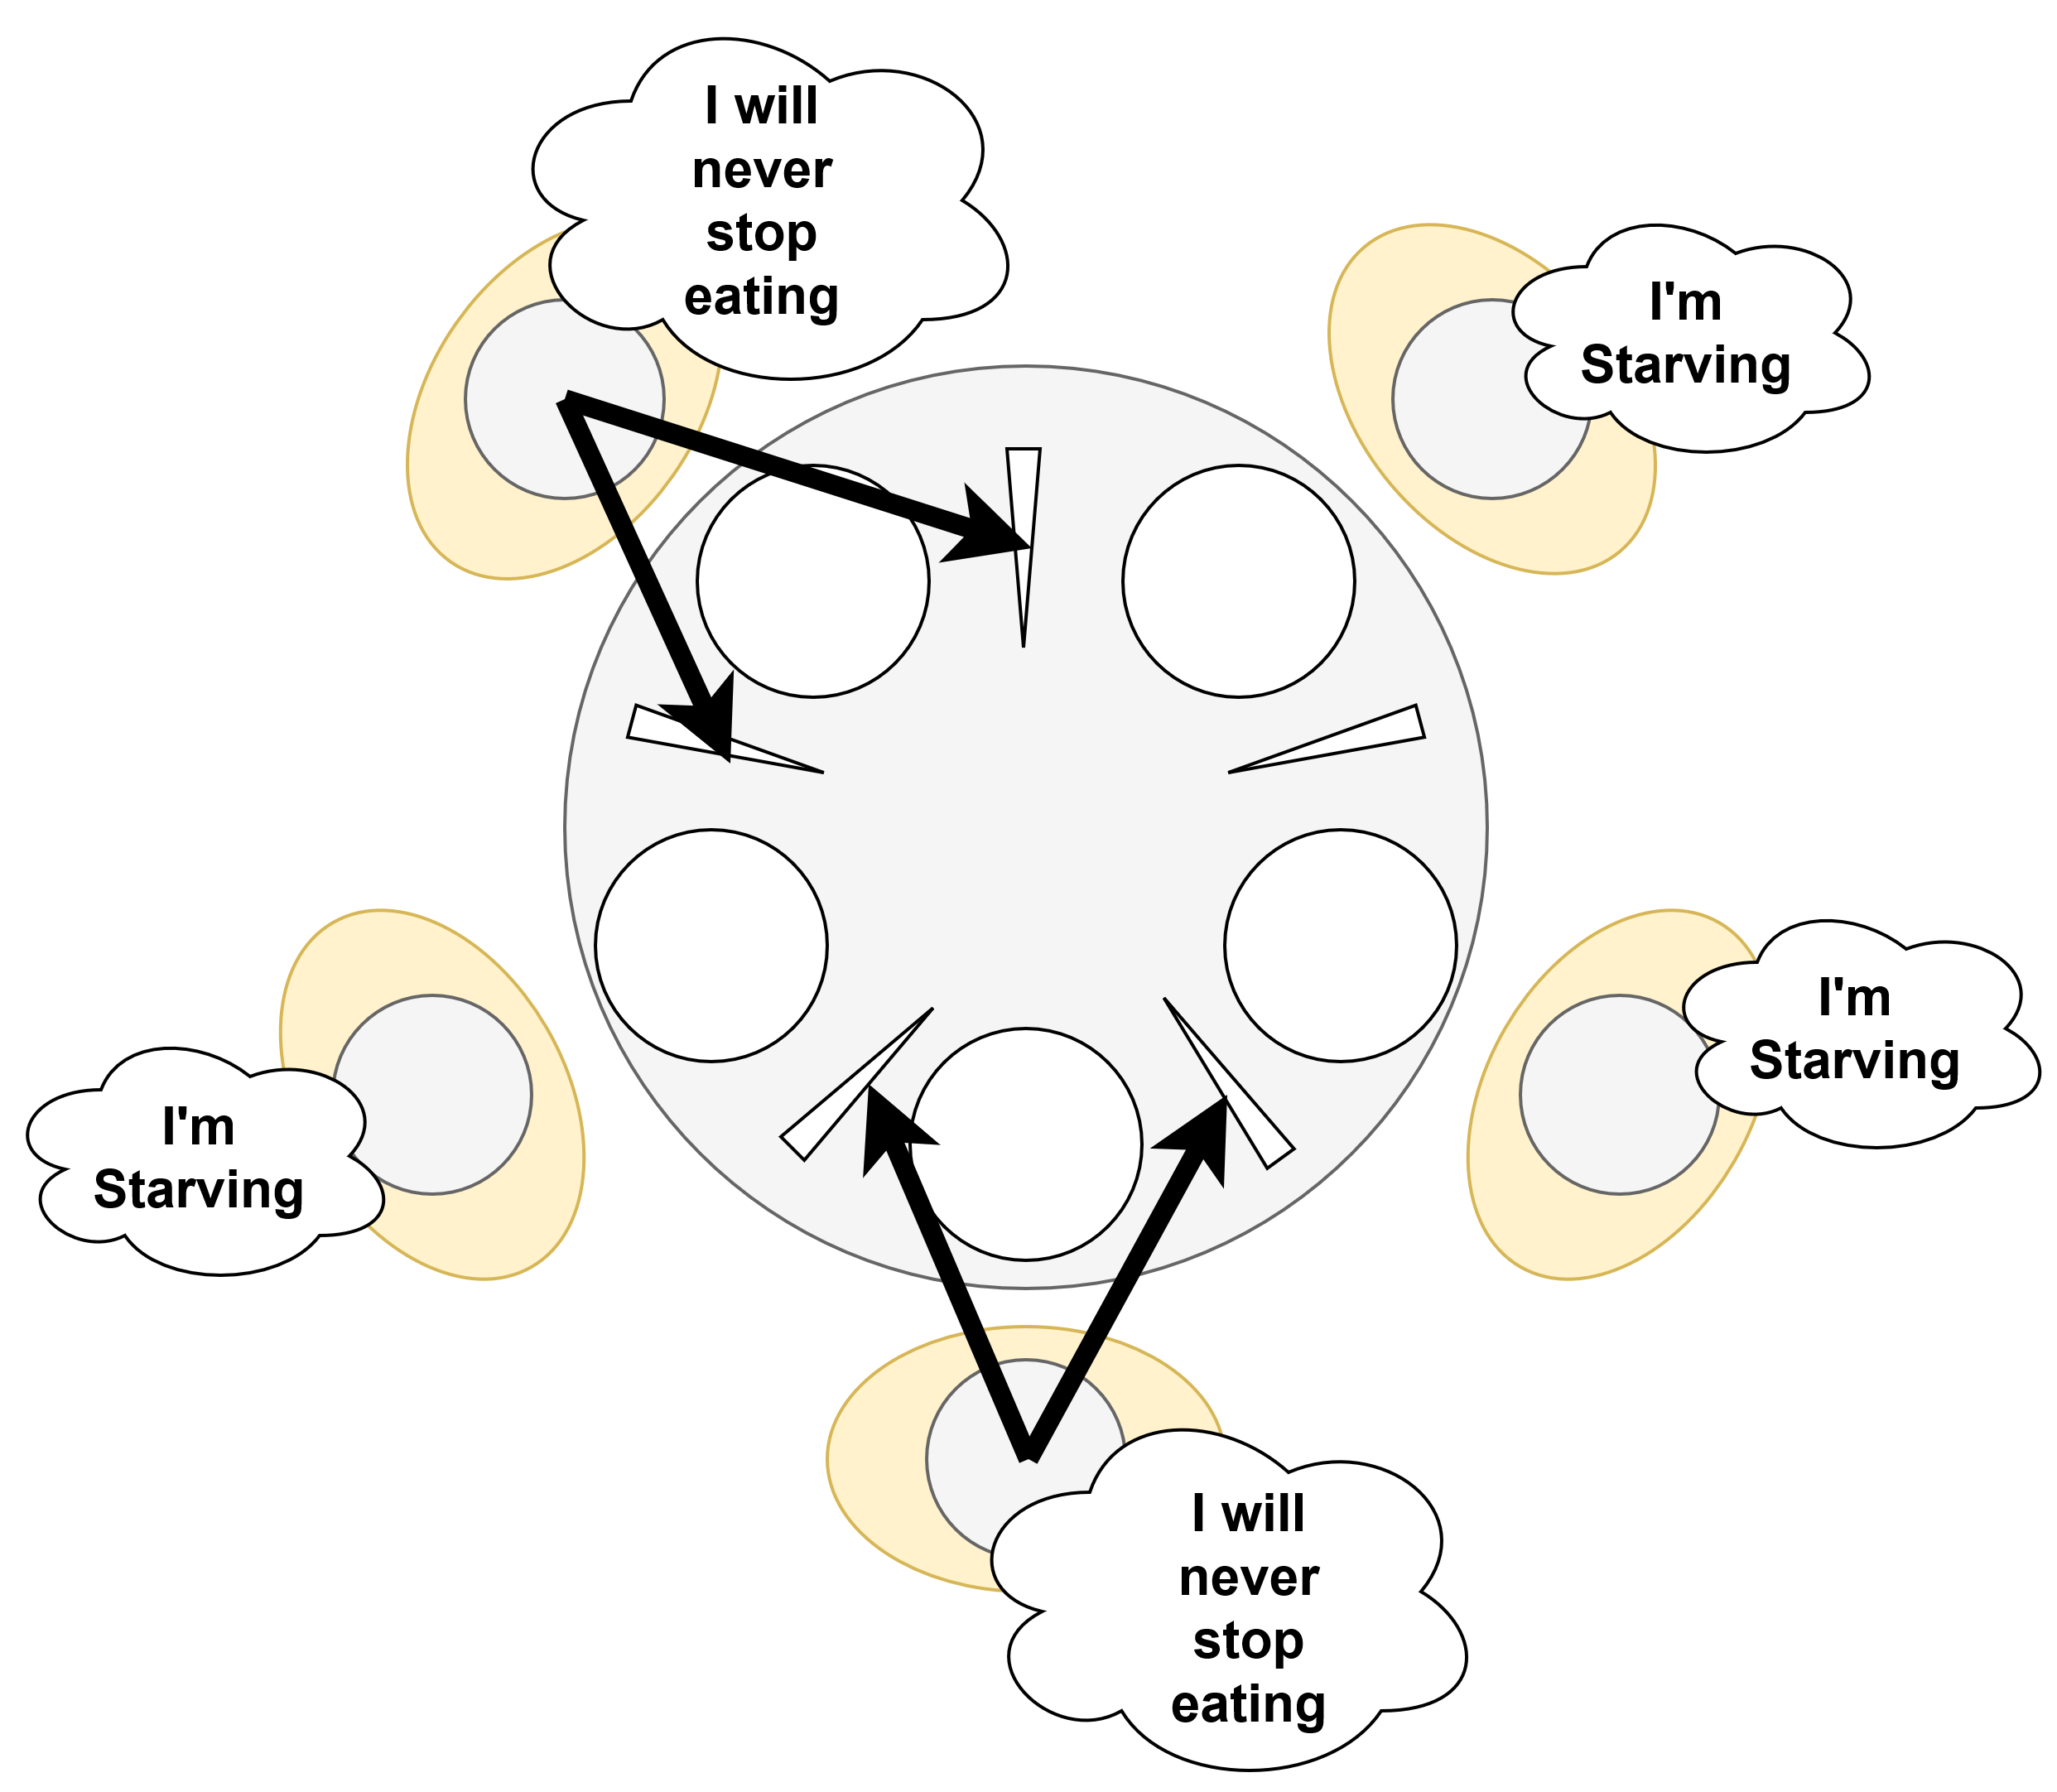 I will
never
stop
eating
I'm
Starving
I'm
Starving
I'm
Starving
I will
never
stop
eating